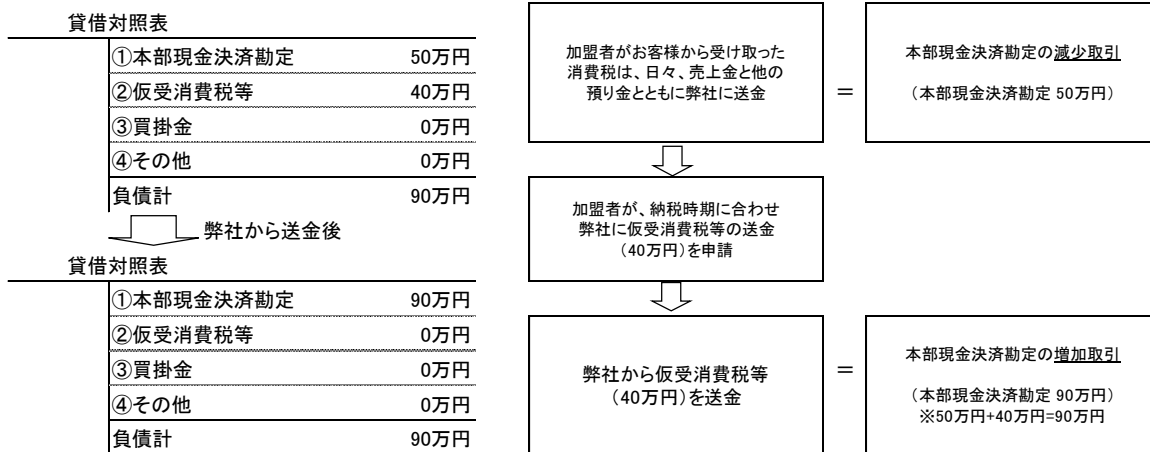 貸借対照表
①本部現金決済勘定 50万円
②仮受消費税等 40万円
③買掛金 0万円
④その他 0万円
負債計 90万円
弊社から送金後
貸借対照表
①本部現金決済勘定 90万円
②仮受消費税等 0万円
③買掛金 0万円
④その他 0万円
負債計 90万円
加盟者がお客様から受け取った
消費税は、日々、売上金と他の
預り金とともに弊社に送金
=
本部現金決済勘定の減少取引
(本部現金決済勘定 50万円)
加盟者が、納税時期に合わせ
弊社に仮受消費税等の送金
(40万円)を申請
弊社から仮受消費税等
(40万円)を送金
=
本部現金決済勘定の増加取引
(本部現金決済勘定 90万円)
※50万円+40万円=90万円